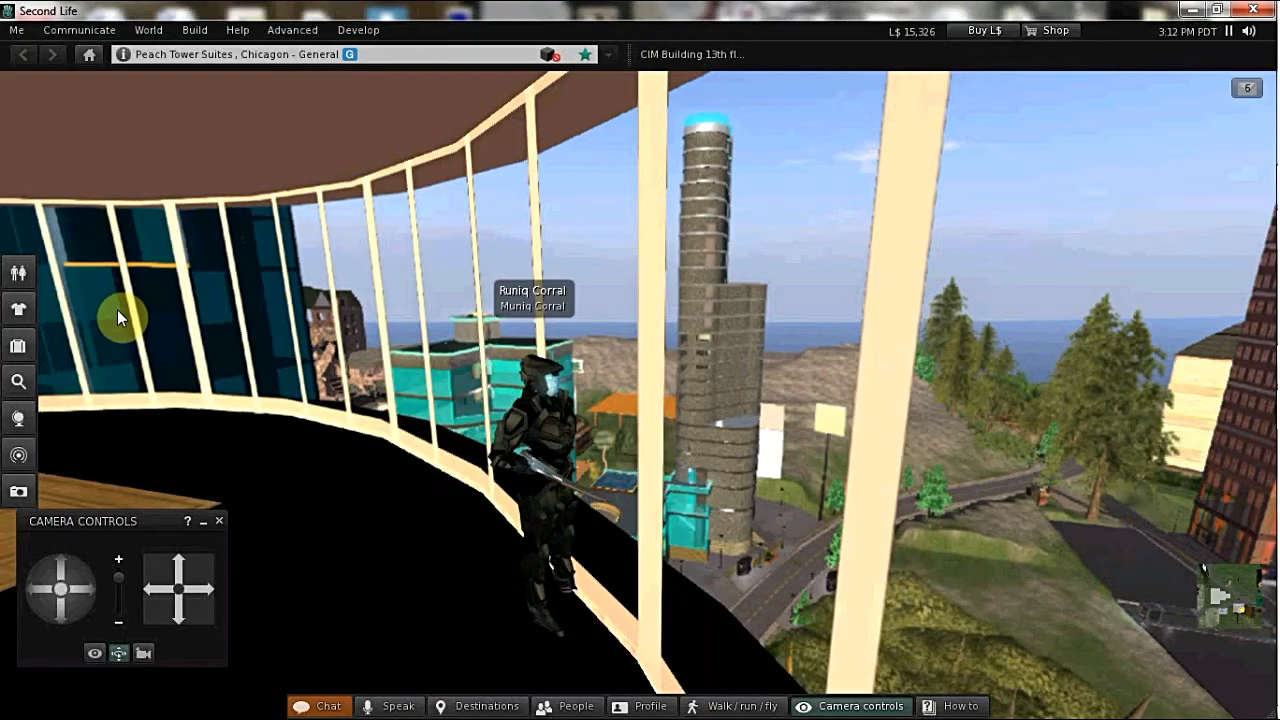 Second Life
Me Communicate World Build Help Advanced Develop
L$ 15,326 Buy L$ Shop 3:12 PM PDT
Peach Tower Suites , Chicagon - General G
CIM Building 13th fl...
6
Runiq Corral
Muniq Corral
CAMERA CONTROLS ?
+
-
Chat Speak Destinations People Profile Walk / run / fly Camera controls How to